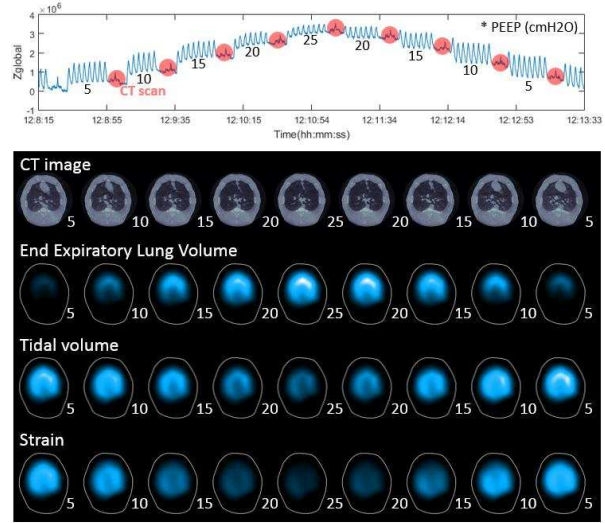 × 10⁶
* PEEP (cmH2O)
4
3
2
1
0
-1
Zglobal
5
10
15
20
25
20
15
10
5
CT scan
12:8:15 12:8:55 12:9:35 12:10:15 12:10:54 12:11:34 12:12:14 12:12:53 12:13:33
Time(hh:mm:ss)
CT image
5 10 15 20 25 20 15 10 5
End Expiratory Lung Volume
5 10 15 20 25 20 15 10 5
Tidal volume
5 10 15 20 25 20 15 10 5
Strain
5 10 15 20 25 20 15 10 5